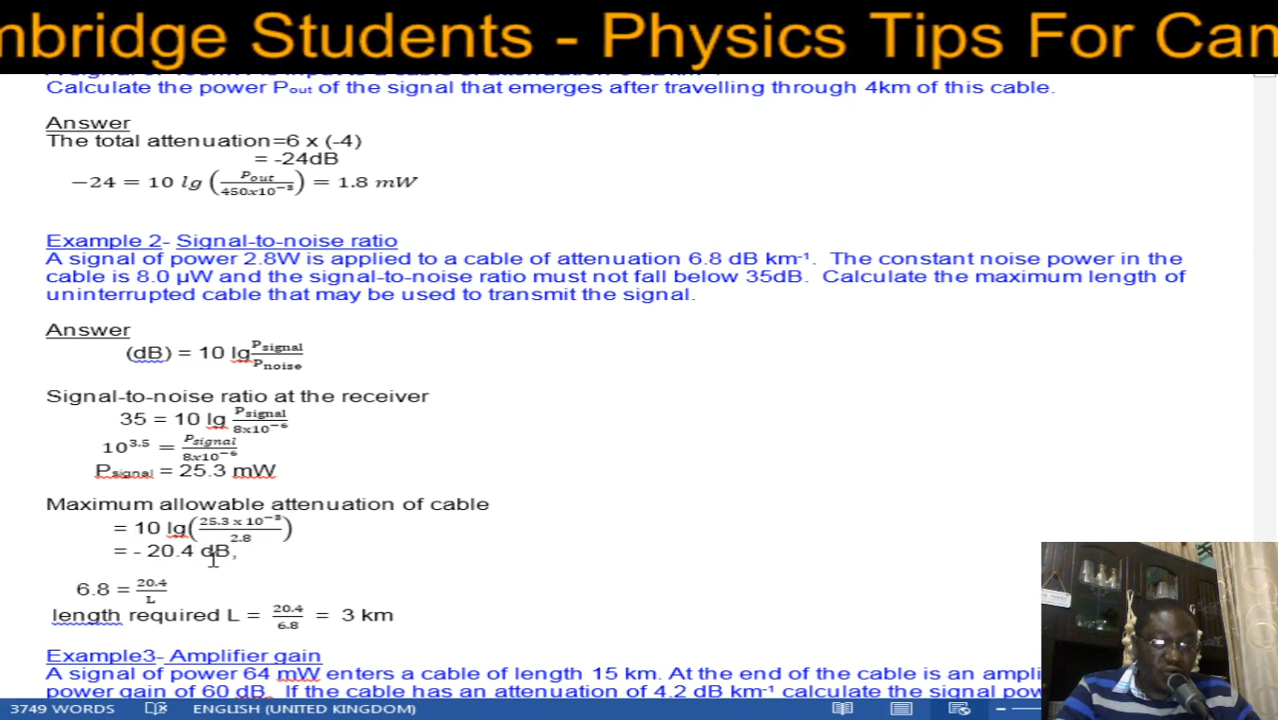 mbridge Students - Physics Tips For Can
Calculate the power Pout of the signal that emerges after travelling through 4km of this cable.
Answer
The total attenuation=6 x (-4)
= -24dB
−24 = 10 lg (Pout/450x10⁻³) = 1.8 mW
Example 2- Signal-to-noise ratio
A signal of power 2.8W is applied to a cable of attenuation 6.8 dB km-1. The constant noise power in the
cable is 8.0 µW and the signal-to-noise ratio must not fall below 35dB. Calculate the maximum length of
uninterrupted cable that may be used to transmit the signal.
Answer
(dB) = 10 lg Psignal/Pnoise
Signal-to-noise ratio at the receiver
35 = 10 lg Psignal/8x10⁻⁶
10³·⁵ = Psignal/8x10⁻⁶
Psignal = 25.3 mW
Maximum allowable attenuation of cable
= 10 lg(25.3 x 10⁻³/2.8)
= - 20.4 dB,
6.8 = 20.4/L
length required L = 20.4/6.8 = 3 km
Example3- Amplifier gain
A signal of power 64 mW enters a cable of length 15 km. At the end of the cable is an ampli
power gain of 60 dB. If the cable has an attenuation of 4.2 dB km-1 calculate the signal pow
3749 WORDS ENGLISH (UNITED KINGDOM)